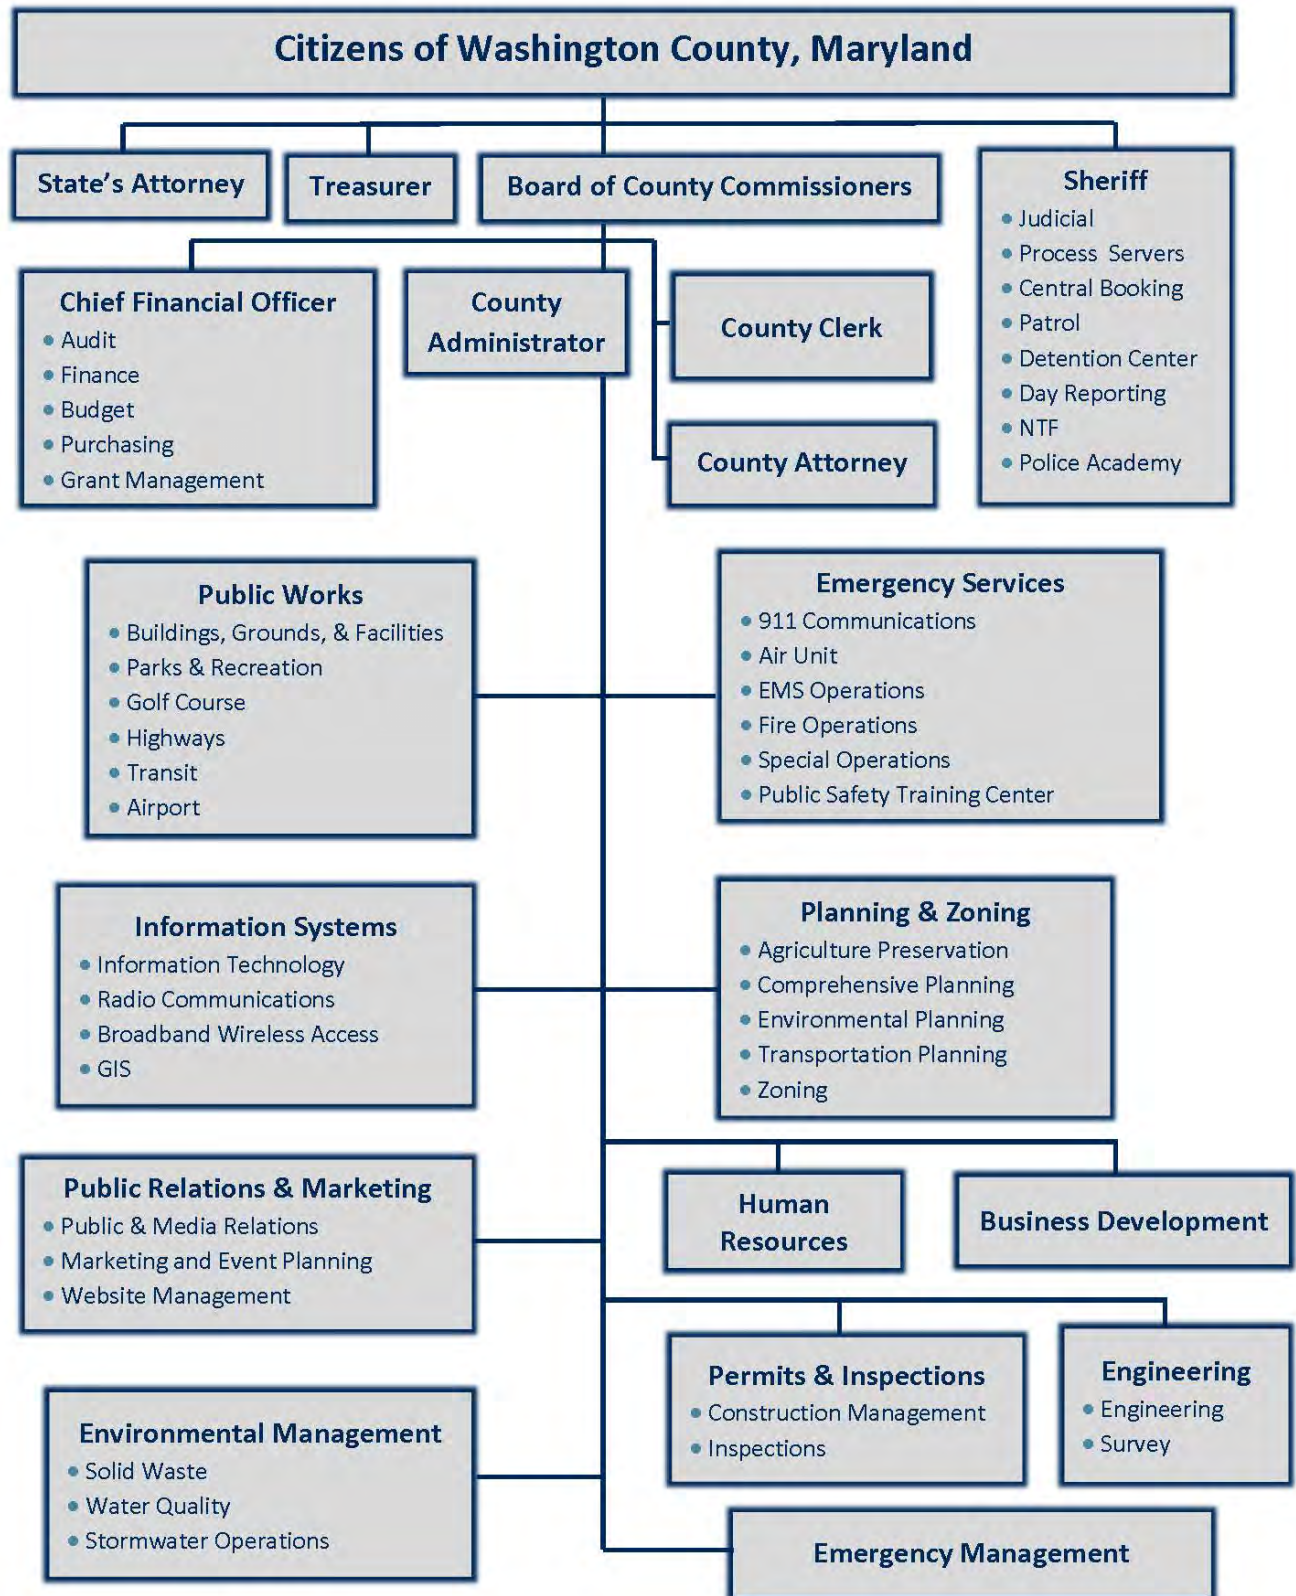 Citizens of Washington County, Maryland
State's Attorney
Treasurer
Board of County Commissioners
Sheriff
• Judicial
• Process Servers
• Central Booking
• Patrol
• Detention Center
• Day Reporting
• NTF
• Police Academy
Chief Financial Officer
• Audit
• Finance
• Budget
• Purchasing
• Grant Management
County
Administrator
County Clerk
County Attorney
Public Works
• Buildings, Grounds, & Facilities
• Parks & Recreation
• Golf Course
• Highways
• Transit
• Airport
Emergency Services
• 911 Communications
• Air Unit
• EMS Operations
• Fire Operations
• Special Operations
• Public Safety Training Center
Information Systems
• Information Technology
• Radio Communications
• Broadband Wireless Access
• GIS
Planning & Zoning
• Agriculture Preservation
• Comprehensive Planning
• Environmental Planning
• Transportation Planning
• Zoning
Public Relations & Marketing
• Public & Media Relations
• Marketing and Event Planning
• Website Management
Human
Resources
Business Development
Permits & Inspections
• Construction Management
• Inspections
Engineering
• Engineering
• Survey
Environmental Management
• Solid Waste
• Water Quality
• Stormwater Operations
Emergency Management